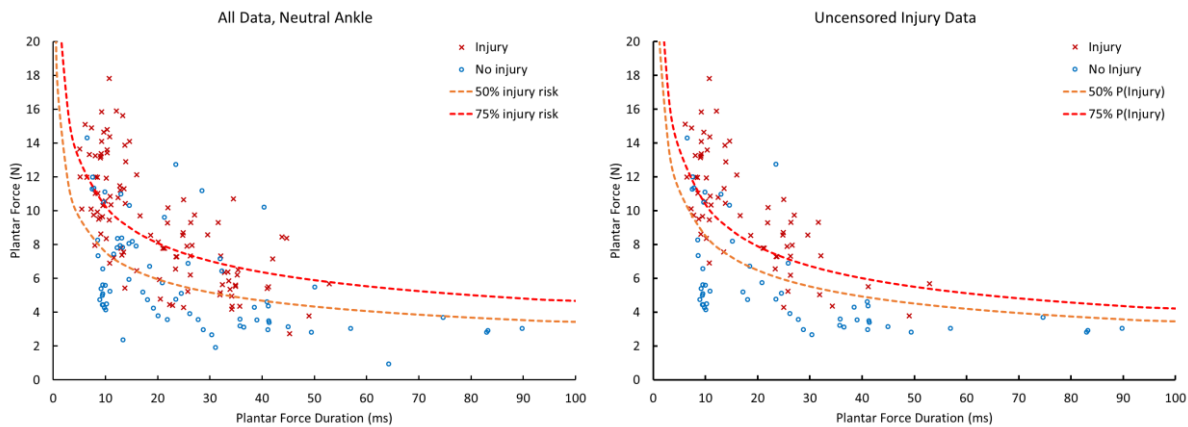 All Data, Neutral Ankle
20
18
16
14
12
10
8
6
4
2
0
Plantar Force (N)
Injury
No injury
50% injury risk
75% injury risk
0 10 20 30 40 50 60 70 80 90 100
Plantar Force Duration (ms)
Uncensored Injury Data
20
18
16
14
12
10
8
6
4
2
0
Plantar Force (N)
Injury
No Injury
50% P(Injury)
75% P(Injury)
0 10 20 30 40 50 60 70 80 90 100
Plantar Force Duration (ms)